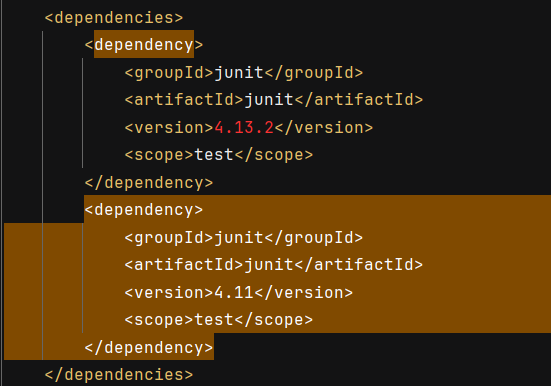 <dependencies>
<dependency>
<groupId>junit</groupId>
<artifactId>junit</artifactId>
<version>4.13.2</version>
<scope>test</scope>
</dependency>
<dependency>
<groupId>junit</groupId>
<artifactId>junit</artifactId>
<version>4.11</version>
<scope>test</scope>
</dependency>
</dependencies>